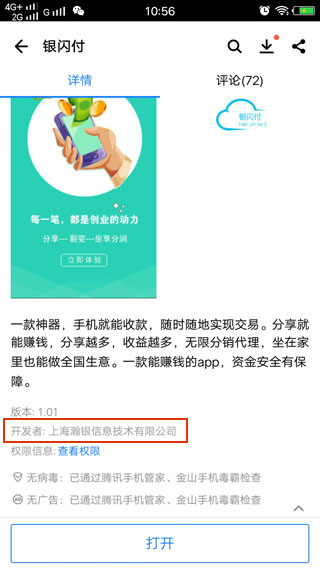 4G+ 2G G 10:56
银闪付
详情 评论(72)
银闪付
每一笔，都是创业的动力
分享--- 裂变---坐享分润
立即体验
一款神器，手机就能收款，随时随地实现交易。分享就
能赚钱，分享越多，收益越多，无限分销代理，坐在家
里也能做全国生意。一款能赚钱的app，资金安全有保
障。
版本: 1.01
开发者: 上海瀚银信息技术有限公司
权限信息: 查看权限
无病毒：已通过腾讯手机管家、金山手机毒霸检查
无广告：已通过腾讯手机管家、金山手机毒霸检查
打开